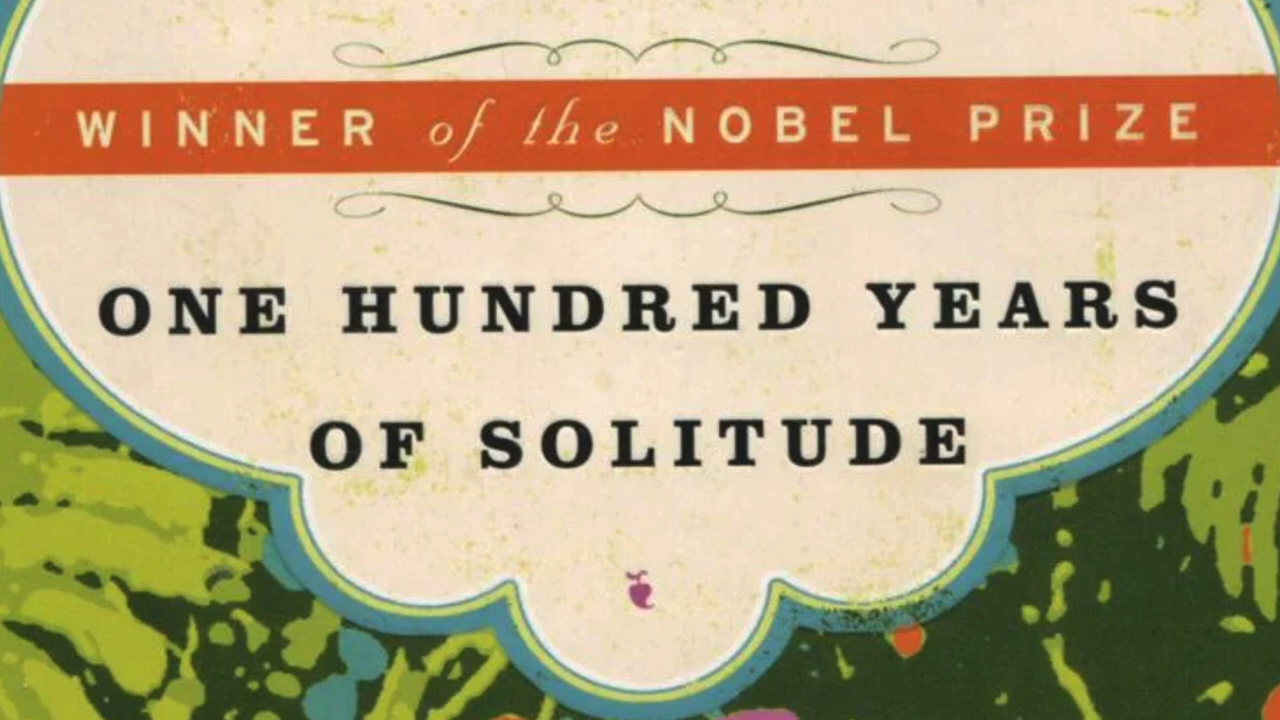 WINNER of the NOBEL PRIZE
ONE HUNDRED YEARS
OF SOLITUDE